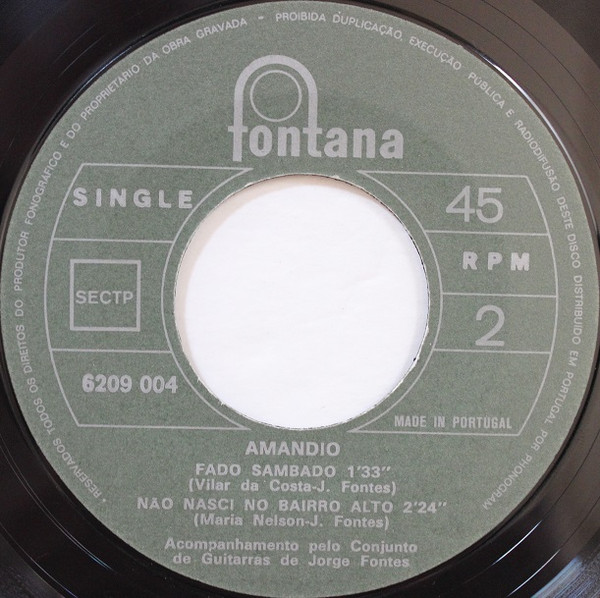 • RESERVADOS TODOS OS DIREITOS DO PRODUTOR FONOGRÁFICO E DO PROPRIETÁRIO DA OBRA GRAVADA - PROIBIDA DUPLICAÇÃO, EXECUÇÃO PÚBLICA E RADIODIFUSÃO DESTE DISCO DISTRIBUIDO EM PORTUGAL POR PHONOGRAM •
fontana
SINGLE
45
RPM
SECTP
2
6209 004
MADE IN PORTUGAL
AMANDIO
FADO SAMBADO 1'33"
(Vilar da Costa-J. Fontes)
NÃO NASCI NO BAIRRO ALTO 2'24"
(Maria Nelson-J. Fontes)
Acompanhamento pelo Conjunto
de Guitarras de Jorge Fontes